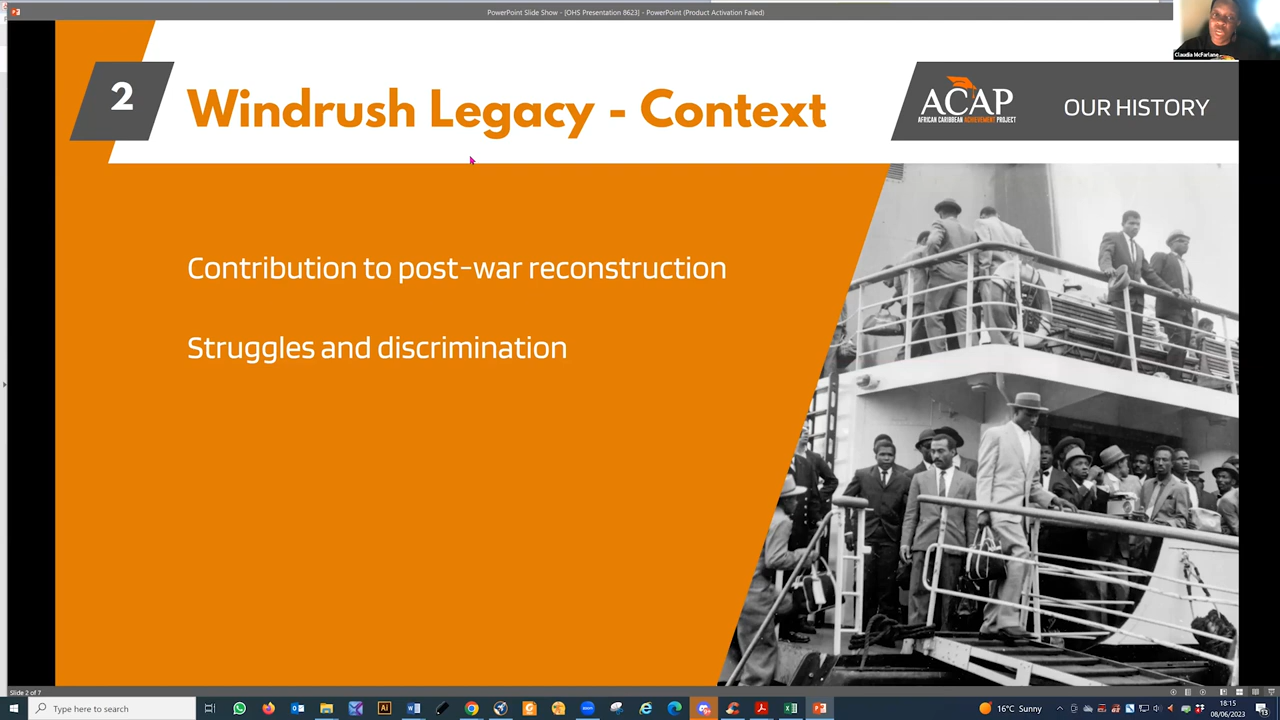 PowerPoint Slide Show - [OHS Presentation 8623] - PowerPoint (Product Activation Failed)
Claudia McFarlane
2
Windrush Legacy - Context
ACAP
AFRICAN CARIBBEAN ACHIEVEMENT PROJECT
OUR HISTORY
Contribution to post-war reconstruction
Struggles and discrimination
Slide 2 of 7
Type here to search
16°C Sunny
18:15
08/06/2023